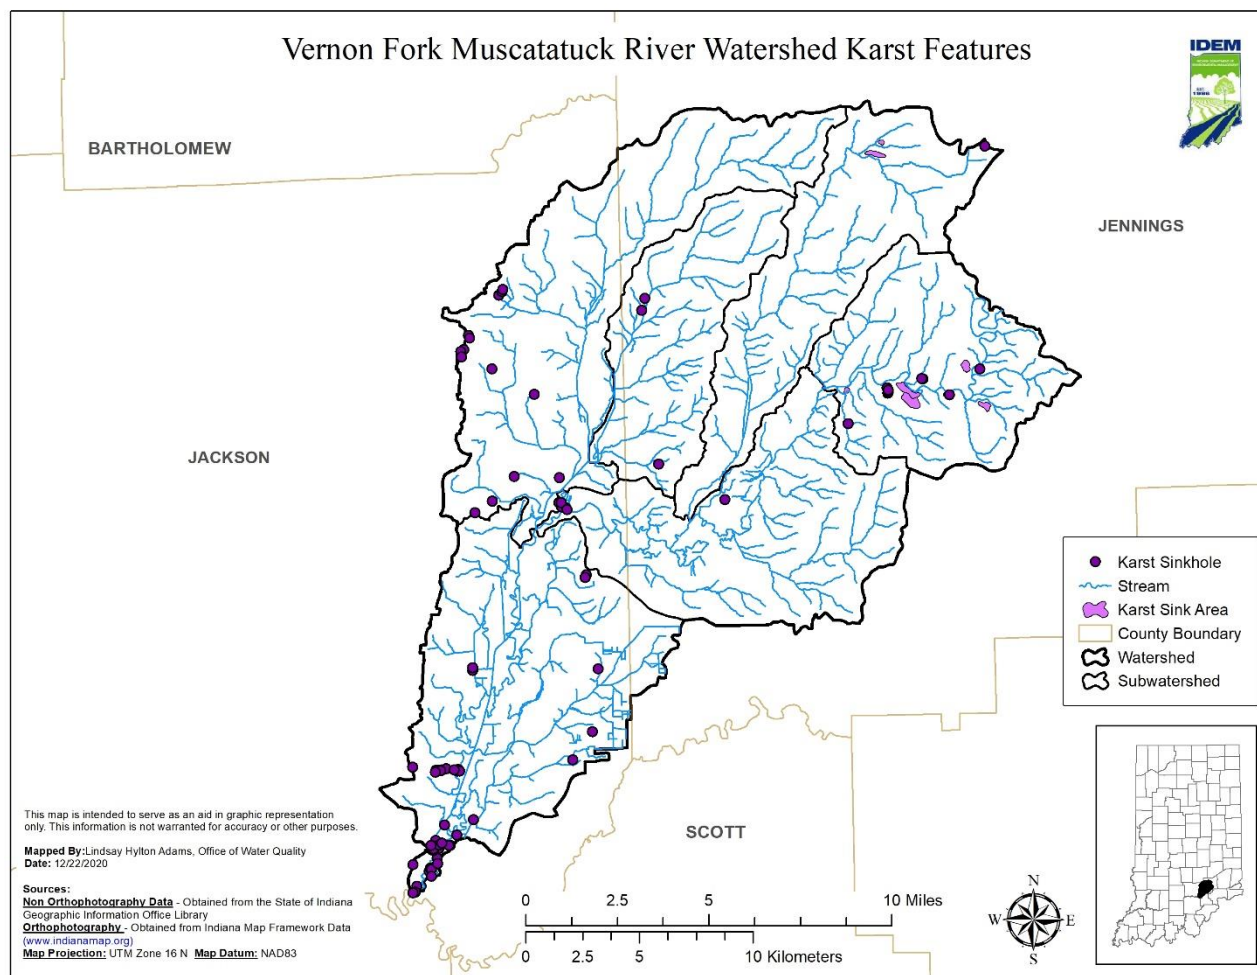 Vernon Fork Muscatatuck River Watershed Karst Features
IDEM
BARTHOLOMEW
JENNINGS
JACKSON
SCOTT
Karst Sinkhole
Stream
Karst Sink Area
County Boundary
Watershed
Subwatershed
This map is intended to serve as an aid in graphic representation
only. This information is not warranted for accuracy or other purposes.
Mapped By:Lindsay Hylton Adams, Office of Water Quality
Date: 12/22/2020
Sources:
Non Orthophotography Data - Obtained from the State of Indiana
Geographic Information Office Library
Orthophotography - Obtained from Indiana Map Framework Data
(www.indianamap.org)
Map Projection: UTM Zone 16 N Map Datum: NAD83
0 2.5 5 10 Miles
0 2.5 5 10 Kilometers
N
W E
S